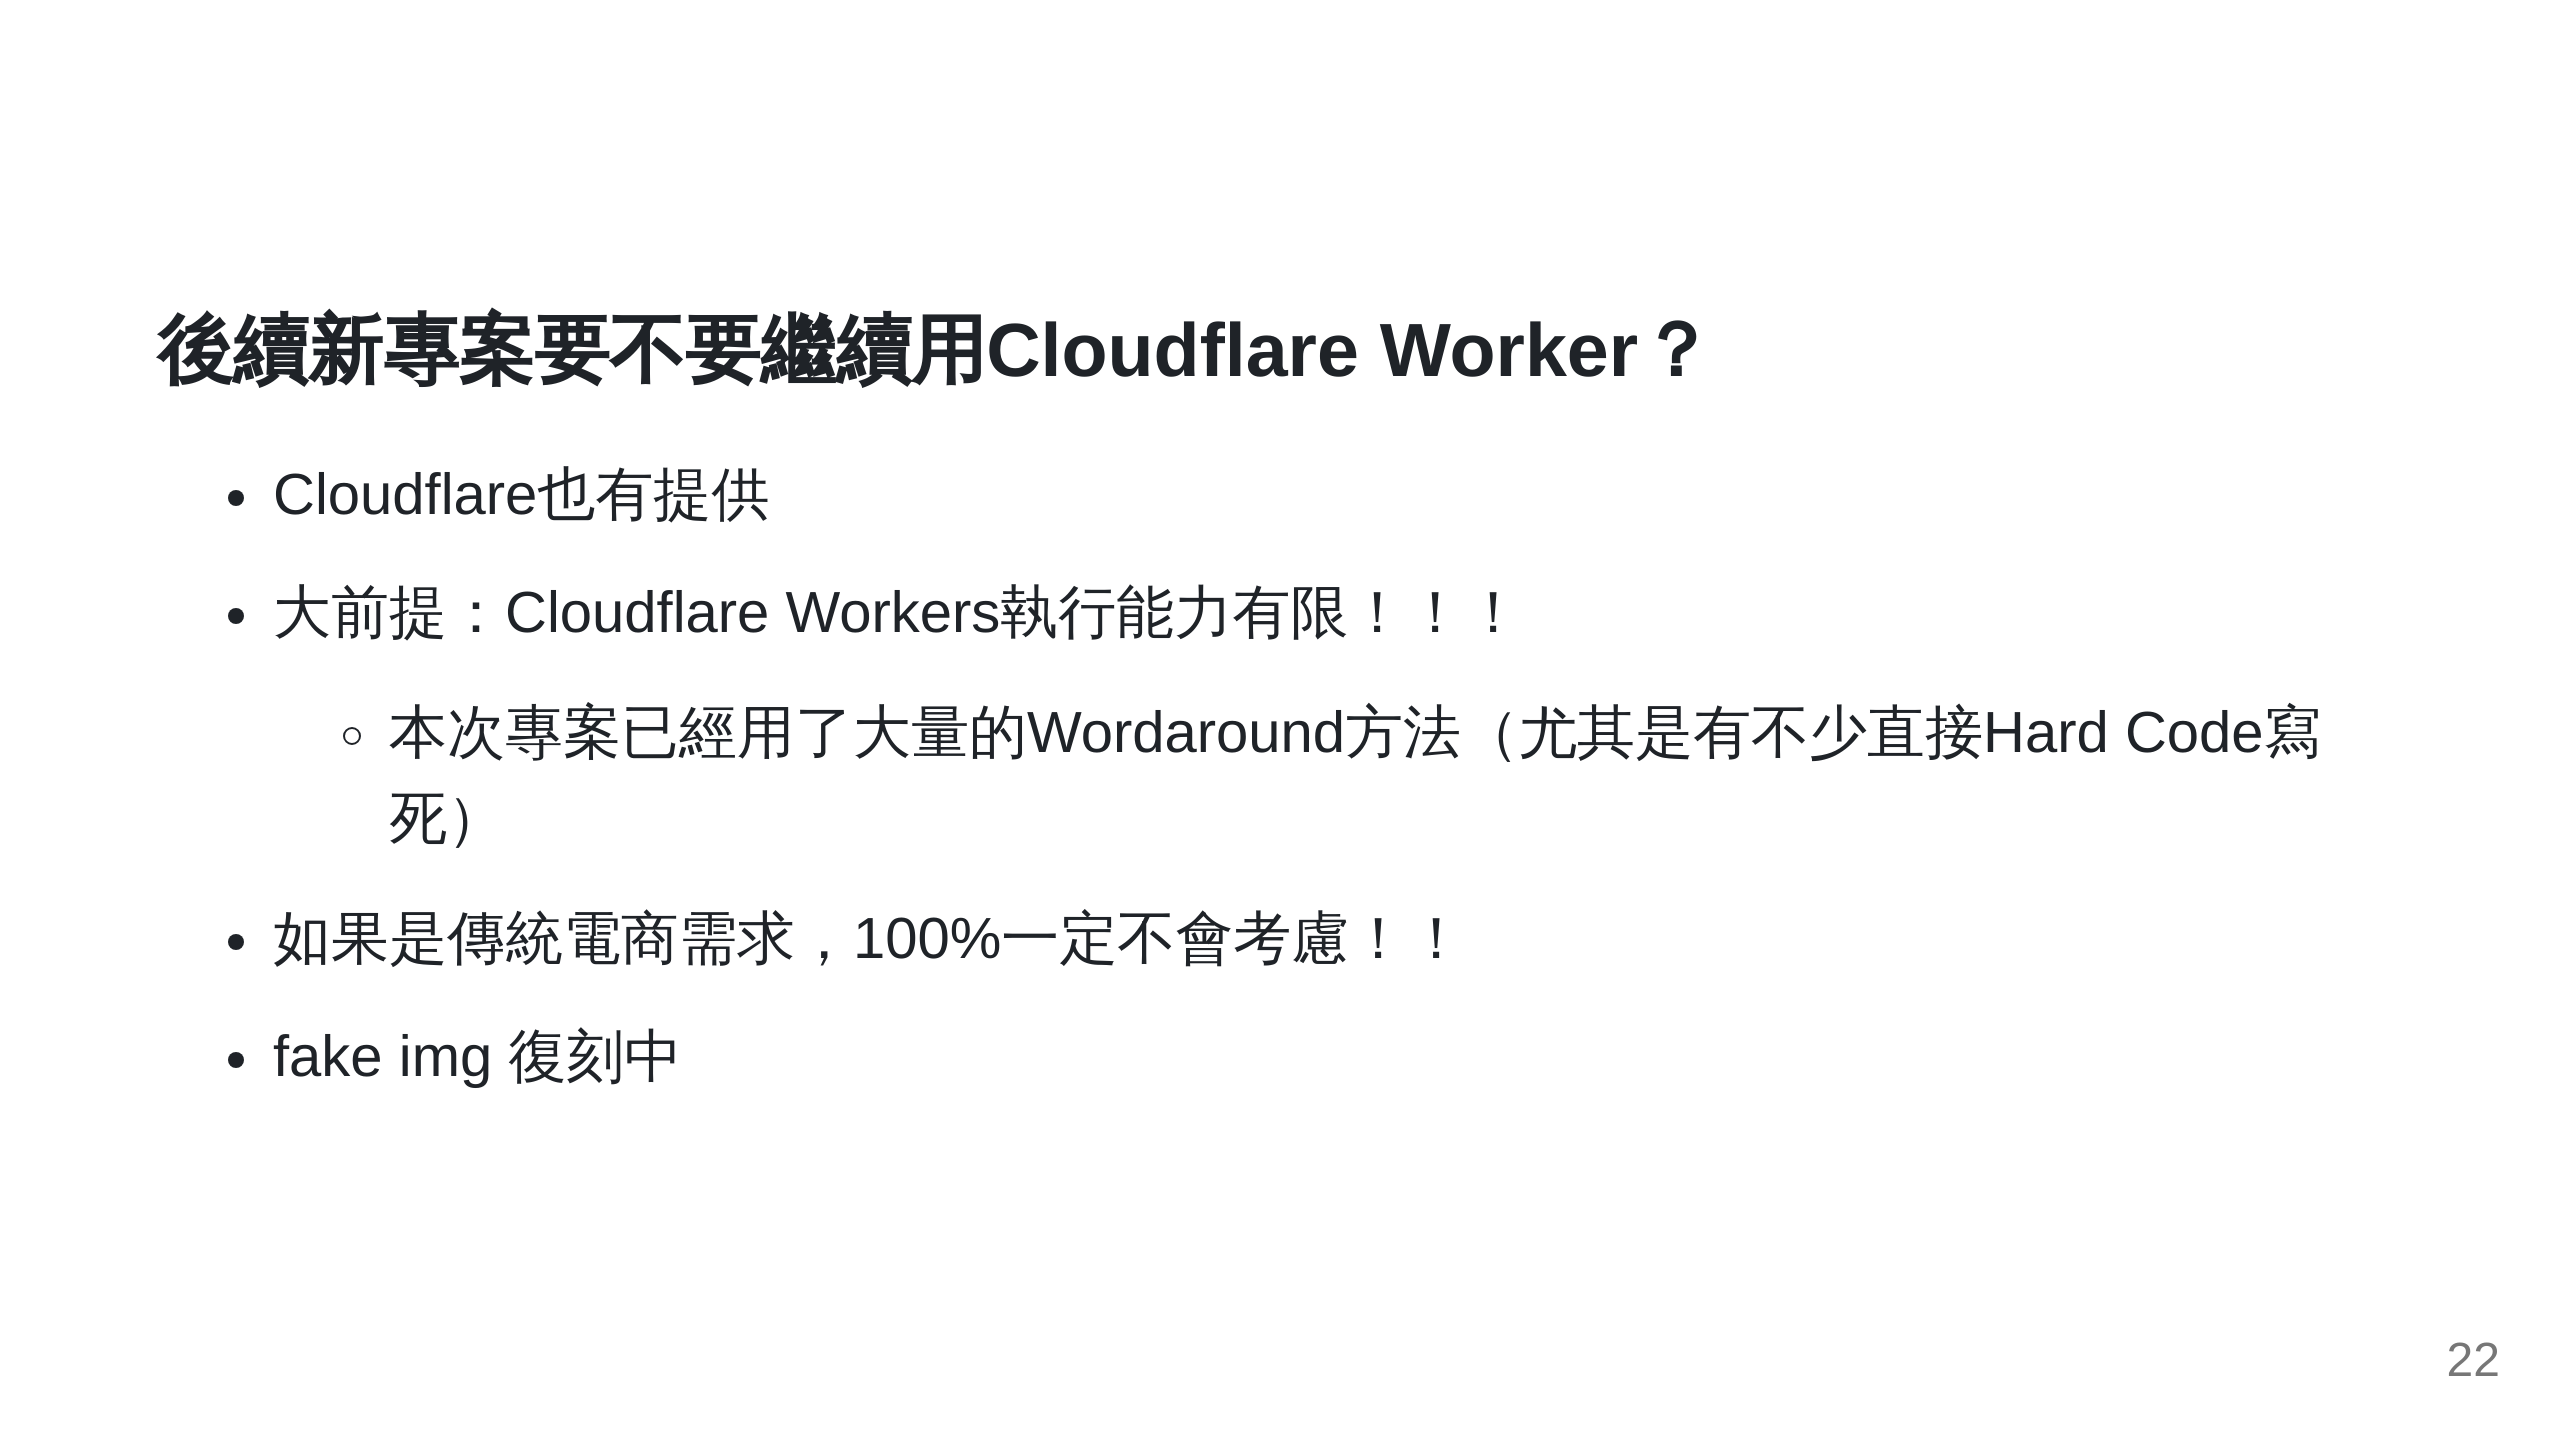 後續新專案要不要繼續用Cloudflare Worker？
• Cloudflare也有提供
• 大前提：Cloudflare Workers執行能力有限！！！
◦ 本次專案已經用了大量的Wordaround方法（尤其是有不少直接Hard Code寫
死）
• 如果是傳統電商需求，100%一定不會考慮！！
• fake img 復刻中
22